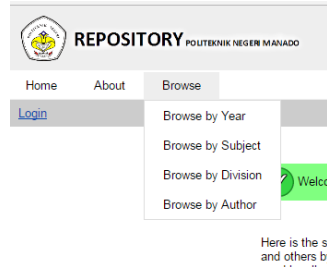 REPOSITORY POLITEKNIK NEGERI MANADO
Home About Browse
Login
Browse by Year
Browse by Subject
Browse by Division
Browse by Author
Here is the
and others